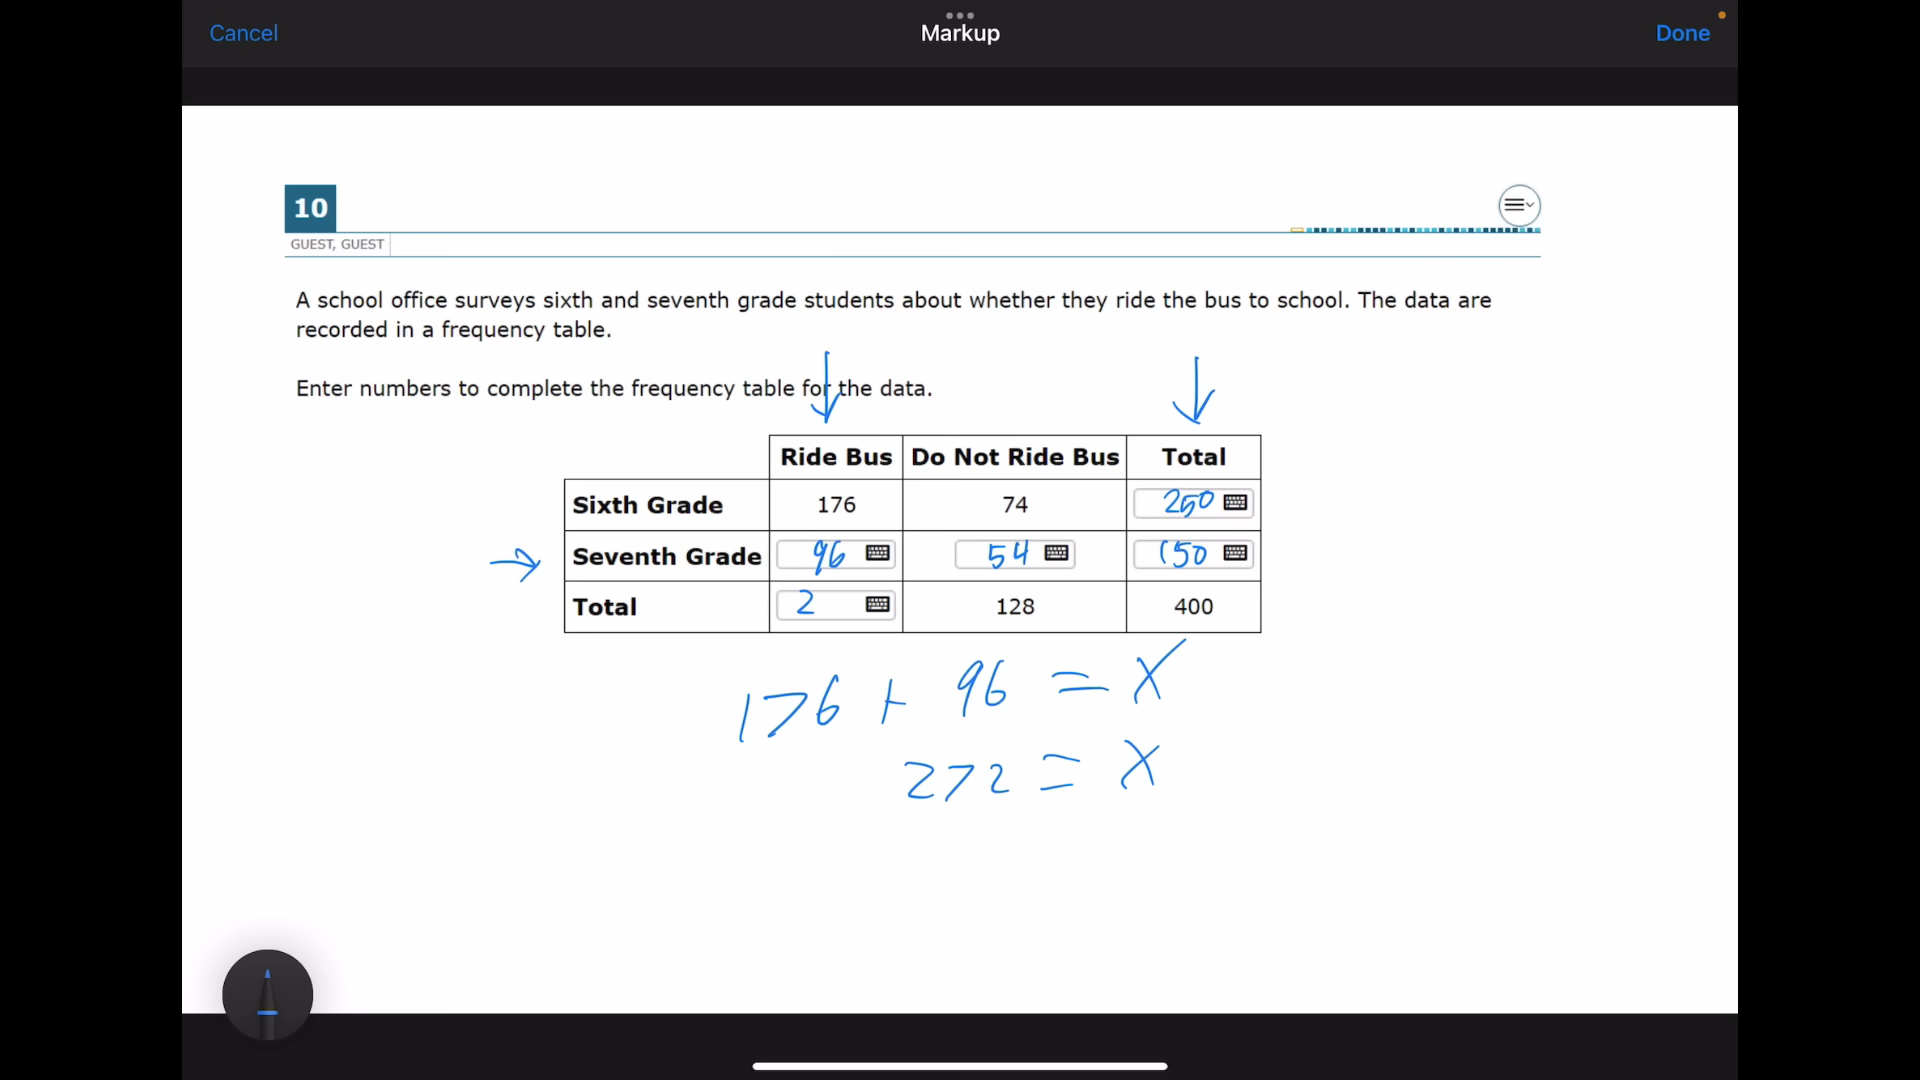 Cancel
Markup
Done
10
GUEST, GUEST
A school office surveys sixth and seventh grade students about whether they ride the bus to school. The data are
recorded in a frequency table.
Enter numbers to complete the frequency table for the data.
Ride Bus Do Not Ride Bus Total
Sixth Grade 176 74 250
Seventh Grade 96 54 150
Total 2 128 400
176 + 96 = X
272 = X